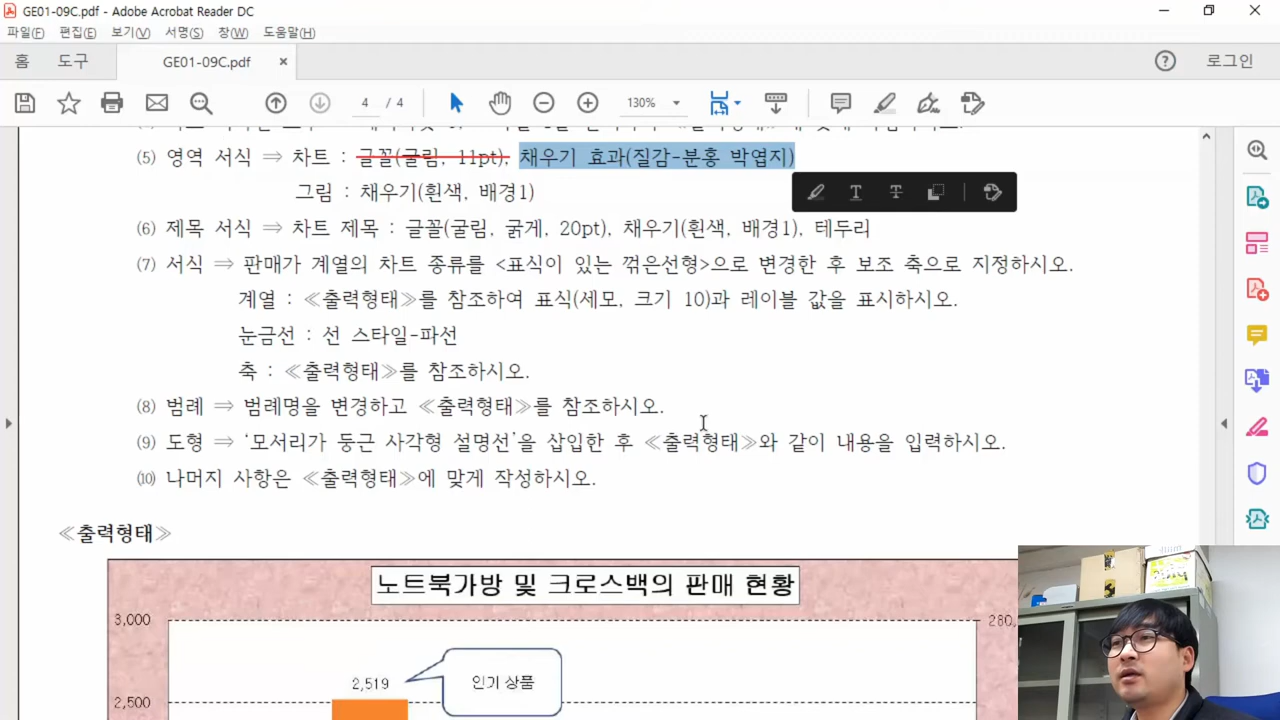 GE01-09C.pdf - Adobe Acrobat Reader DC
파일(F) 편집(E) 보기(V) 서명(S) 창(W) 도움말(H)
홈 도구 GE01-09C.pdf × ? 로그인
4 / 4 130%
(5) 영역 서식 ⇒ 차트 : 글꼴(굴림, 11pt), 채우기 효과(질감-분홍 박엽지)
그림 : 채우기(흰색, 배경1)
(6) 제목 서식 ⇒ 차트 제목 : 글꼴(굴림, 굵게, 20pt), 채우기(흰색, 배경1), 테두리
(7) 서식 ⇒ 판매가 계열의 차트 종류를 <표식이 있는 꺾은선형>으로 변경한 후 보조 축으로 지정하시오.
계열 : ≪출력형태≫를 참조하여 표식(세모, 크기 10)과 레이블 값을 표시하시오.
눈금선 : 선 스타일-파선
축 : ≪출력형태≫를 참조하시오.
(8) 범례 ⇒ 범례명을 변경하고 ≪출력형태≫를 참조하시오.
(9) 도형 ⇒ ‘모서리가 둥근 사각형 설명선’을 삽입한 후 ≪출력형태≫와 같이 내용을 입력하시오.
(10) 나머지 사항은 ≪출력형태≫에 맞게 작성하시오.
≪출력형태≫
노트북가방 및 크로스백의 판매 현황
3,000 280,
2,519 인기 상품
2,500